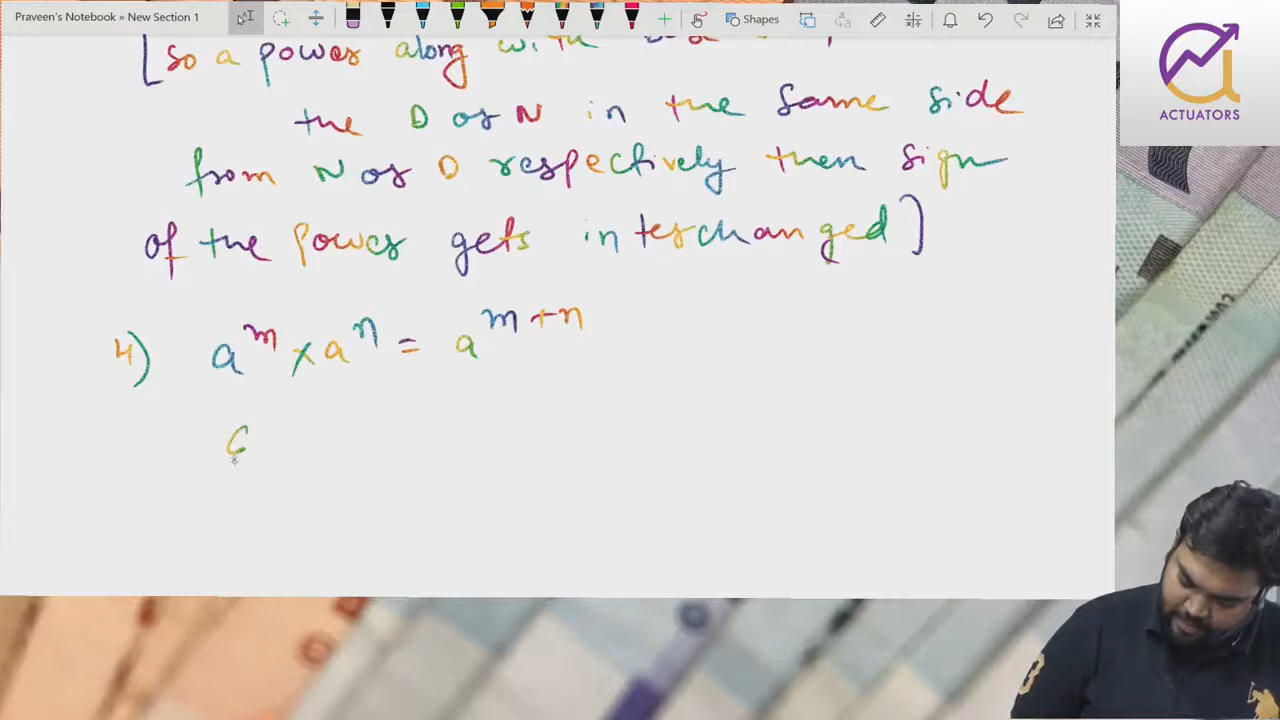 Praveen's Notebook » New Section 1
Shapes
ACTUATORS
[so a power along with
the D or N in the same side
from N or D respectively then sign
of the power gets interchanged]
4) a^m × a^n = a^m+n